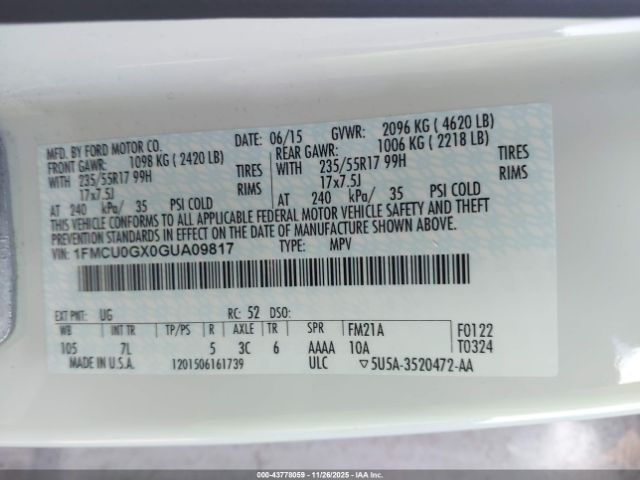 MFD. BY FORD MOTOR CO. 06/15 GVWR: 2096 KG ( 4620 LB)
FRONT GAWR: 1098 KG ( 2420 LB) REAR GAWR: 1006 KG ( 2218 LB)
WITH 235/55R17 99H TIRES WITH 235/55R17 99H TIRES
17x7.5J RIMS 17x7.5J RIMS
AT 240 kPa/ 35 PSI COLD AT 240 kPa/ 35 PSI COLD
THIS VEHICLE CONFORMS TO ALL APPLICABLE FEDERAL MOTOR VEHICLE SAFETY AND THEFT
PREVENTION STANDARDS IN EFFECT ON THE DATE OF MANUFACTURE SHOWN ABOVE.
VIN: 1FMCU0GX0GUA09817 TYPE: MPV
EXT PNT: UG RC: 52 DSO:
WB INT TR TP/PS R AXLE TR SPR FM21A F0122
105 7L 5 3C 6 AAAA 10A T0324
MADE IN U.S.A. 1201506161739 ULC ▽5U5A-3520472-AA
© (43778059) - 11/26/2025 - IAAI.COM